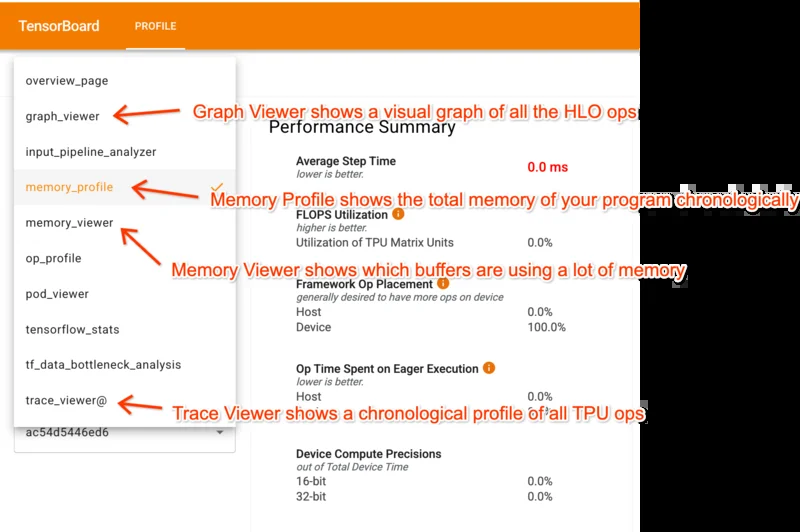 TensorBoard PROFILE
overview_page
graph_viewer
Graph Viewer shows a visual graph of all the HLO ops
Performance Summary
input_pipeline_analyzer
Average Step Time
lower is better.
0.0 ms
memory_profile
Memory Profile shows the total memory of your program chronologically
FLOPS Utilization
higher is better.
Utilization of TPU Matrix Units 0.0%
memory_viewer
op_profile
Memory Viewer shows which buffers are using a lot of memory
Framework Op Placement
generally desired to have more ops on device
Host 0.0%
Device 100.0%
pod_viewer
tensorflow_stats
tf_data_bottleneck_analysis
Op Time Spent on Eager Execution
lower is better.
Host 0.0%
trace_viewer@
Trace Viewer shows a chronological profile of all TPU ops
ac54d5446ed6
Device Compute Precisions
out of Total Device Time
16-bit 0.0%
32-bit 0.0%